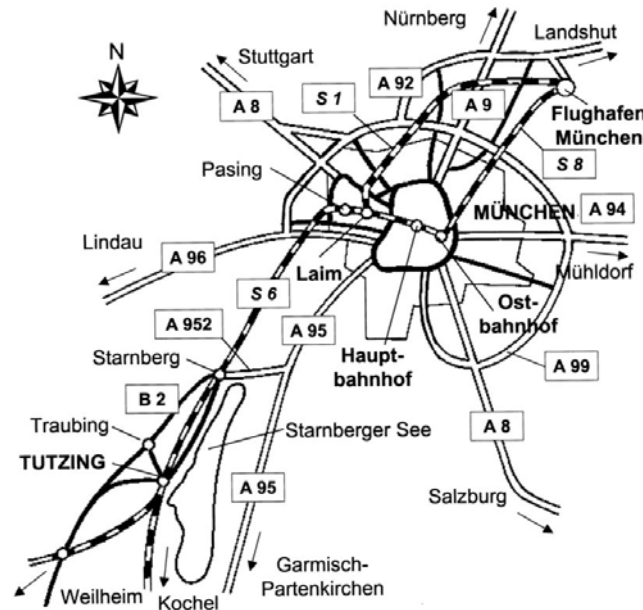 Nürnberg
Landshut
N
Stuttgart
A 92
S 1
A 9
A 8
Flughafen
München
S 8
Pasing
MÜNCHEN
A 94
Lindau
A 96
Laim
Mühldorf
S 6
Ost-
bahnhof
A 952
A 95
Haupt-
bahnhof
Starnberg
A 99
B 2
Traubing
Starnberger See
A 8
TUTZING
A 95
Salzburg
Garmisch-
Partenkirchen
Weilheim
Kochel